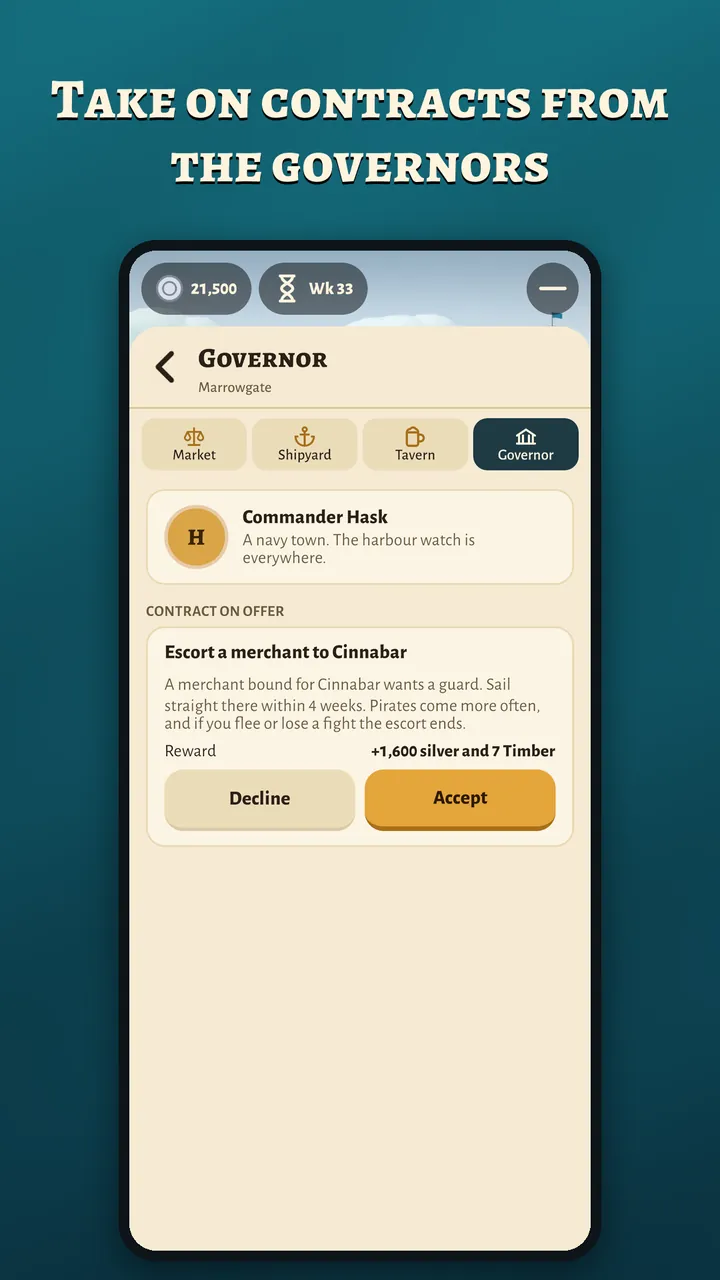 Take on contracts from
the governors
21,500
Wk 33
Governor
Marrowgate
Market
Shipyard
Tavern
Governor
H
Commander Hask
A navy town. The harbour watch is
everywhere.
CONTRACT ON OFFER
Escort a merchant to Cinnabar
A merchant bound for Cinnabar wants a guard. Sail
straight there within 4 weeks. Pirates come more often,
and if you flee or lose a fight the escort ends.
Reward +1,600 silver and 7 Timber
Decline
Accept